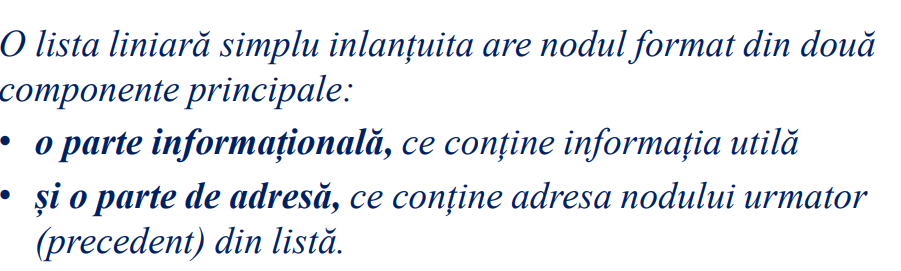 O lista liniară simplu inlanțuita are nodul format din două
componente principale:
• o parte informațională, ce conține informația utilă
• și o parte de adresă, ce conține adresa nodului urmator
(precedent) din listă.